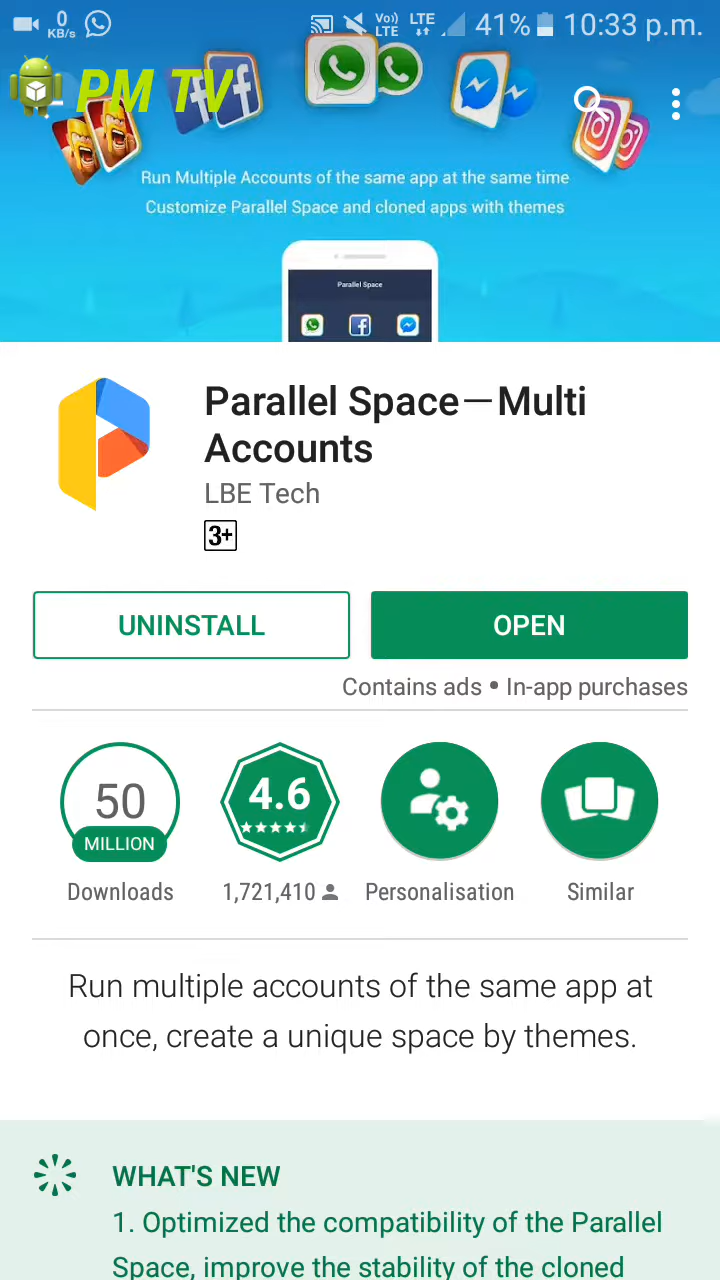 0
KB/s
Vo))
LTE
LTE
41%
10:33 p.m.
PM TV
Run Multiple Accounts of the same app at the same time
Customize Parallel Space and cloned apps with themes
Parallel Space
Parallel Space—Multi
Accounts
LBE Tech
3+
UNINSTALL
OPEN
Contains ads • In-app purchases
50
MILLION
4.6
Downloads
1,721,410
Personalisation
Similar
Run multiple accounts of the same app at
once, create a unique space by themes.
WHAT'S NEW
1. Optimized the compatibility of the Parallel
Space, improve the stability of the cloned